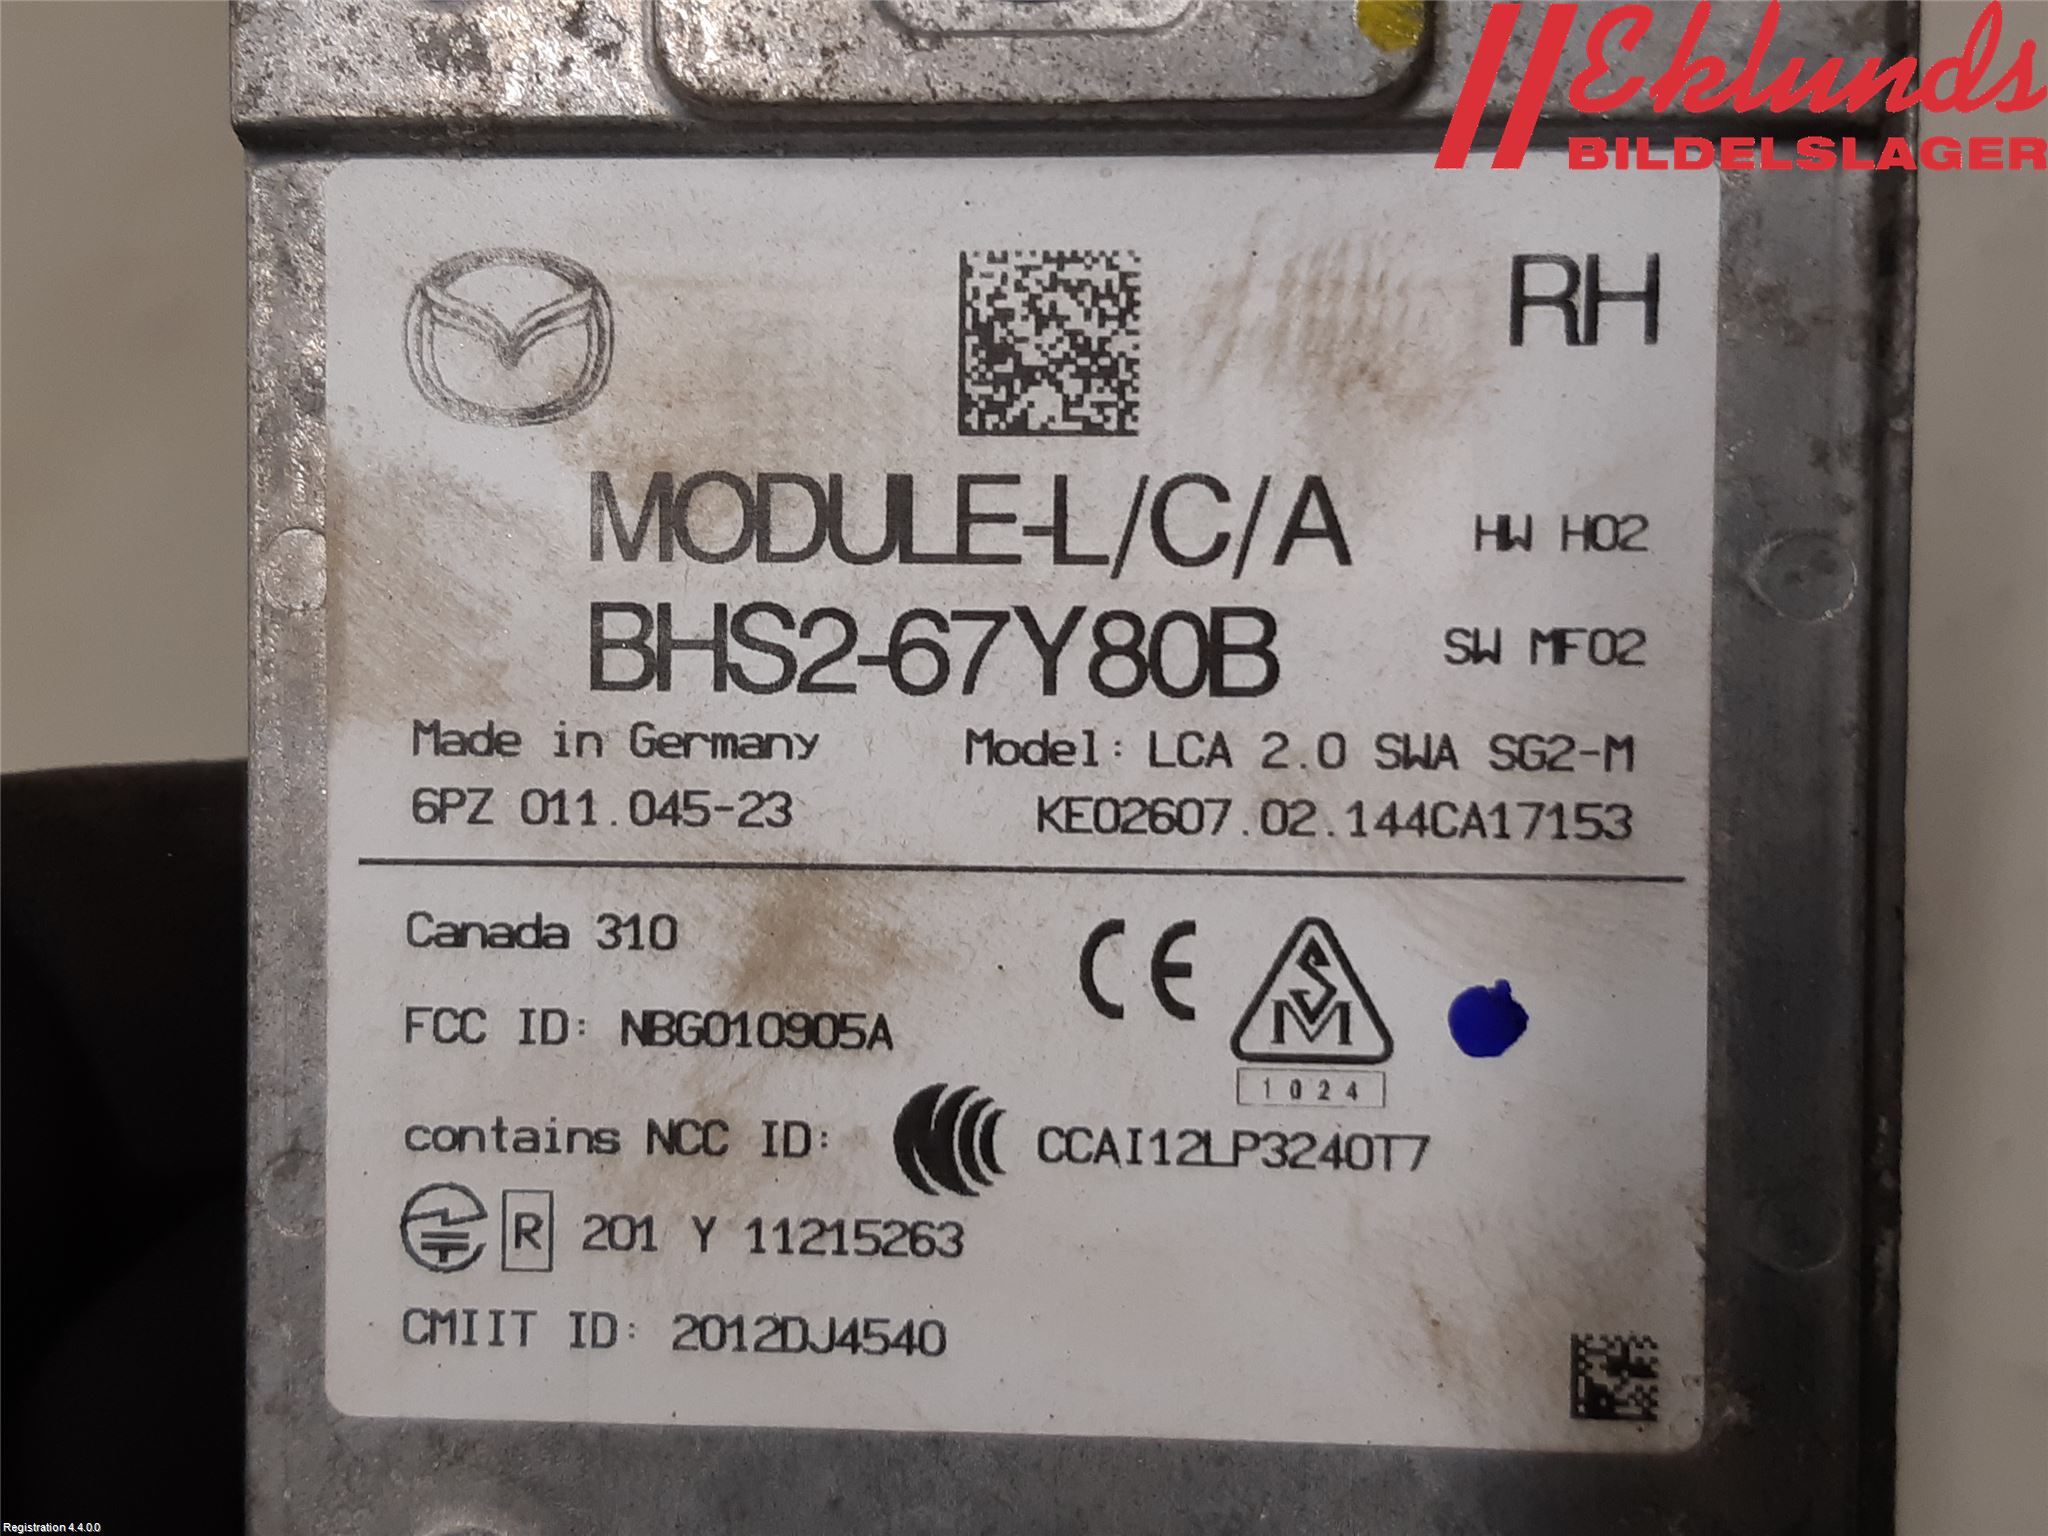 Eklunds
BILDELSLAGER
RH
MODULE-L/C/A
HW H02
BHS2-67Y80B
SW MF02
Made in Germany
Model: LCA 2.0 SWA SG2-M
6PZ 011.045-23
KE02607.02.144CA17153
Canada 310
CE
S
M
FCC ID: NBG010905A
1024
contains NCC ID: CCAI12LP3240T7
R 201 Y 11215263
CMIIT ID: 2012DJ4540
Registration 4.4.0.0